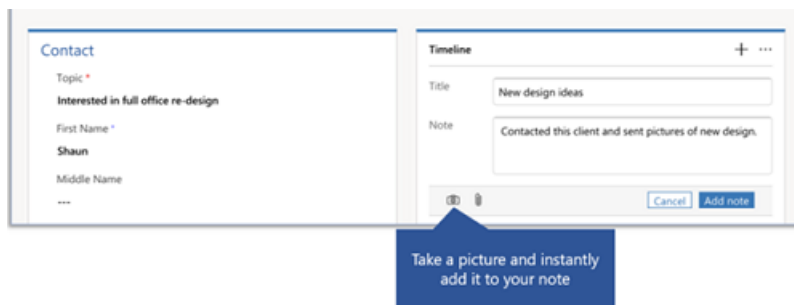 Contact
Topic *
Interested in full office re-design
First Name *
Shaun
Middle Name
---
Timeline
Title
New design ideas
Note
Contacted this client and sent pictures of new design.
Cancel Add note
Take a picture and instantly
add it to your note